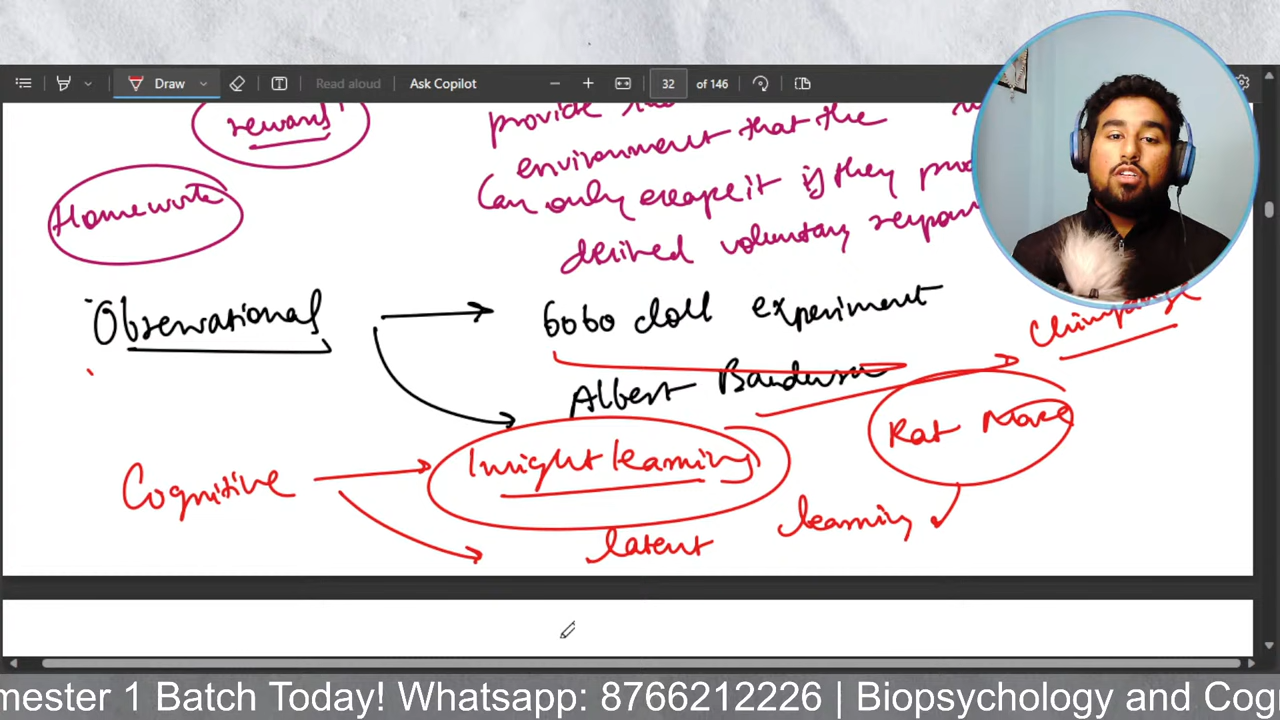 Draw
Read aloud
Ask Copilot
32 of 146
reward
provide
environment that the
Homework
Can only escape it if they
desired voluntary
Observational
bobo doll experiment
Albert Bandura
Rat Maze
Cognitive
Insight learning
learning
latent
mester 1 Batch Today! Whatsapp: 8766212226 | Biopsychology and Cog